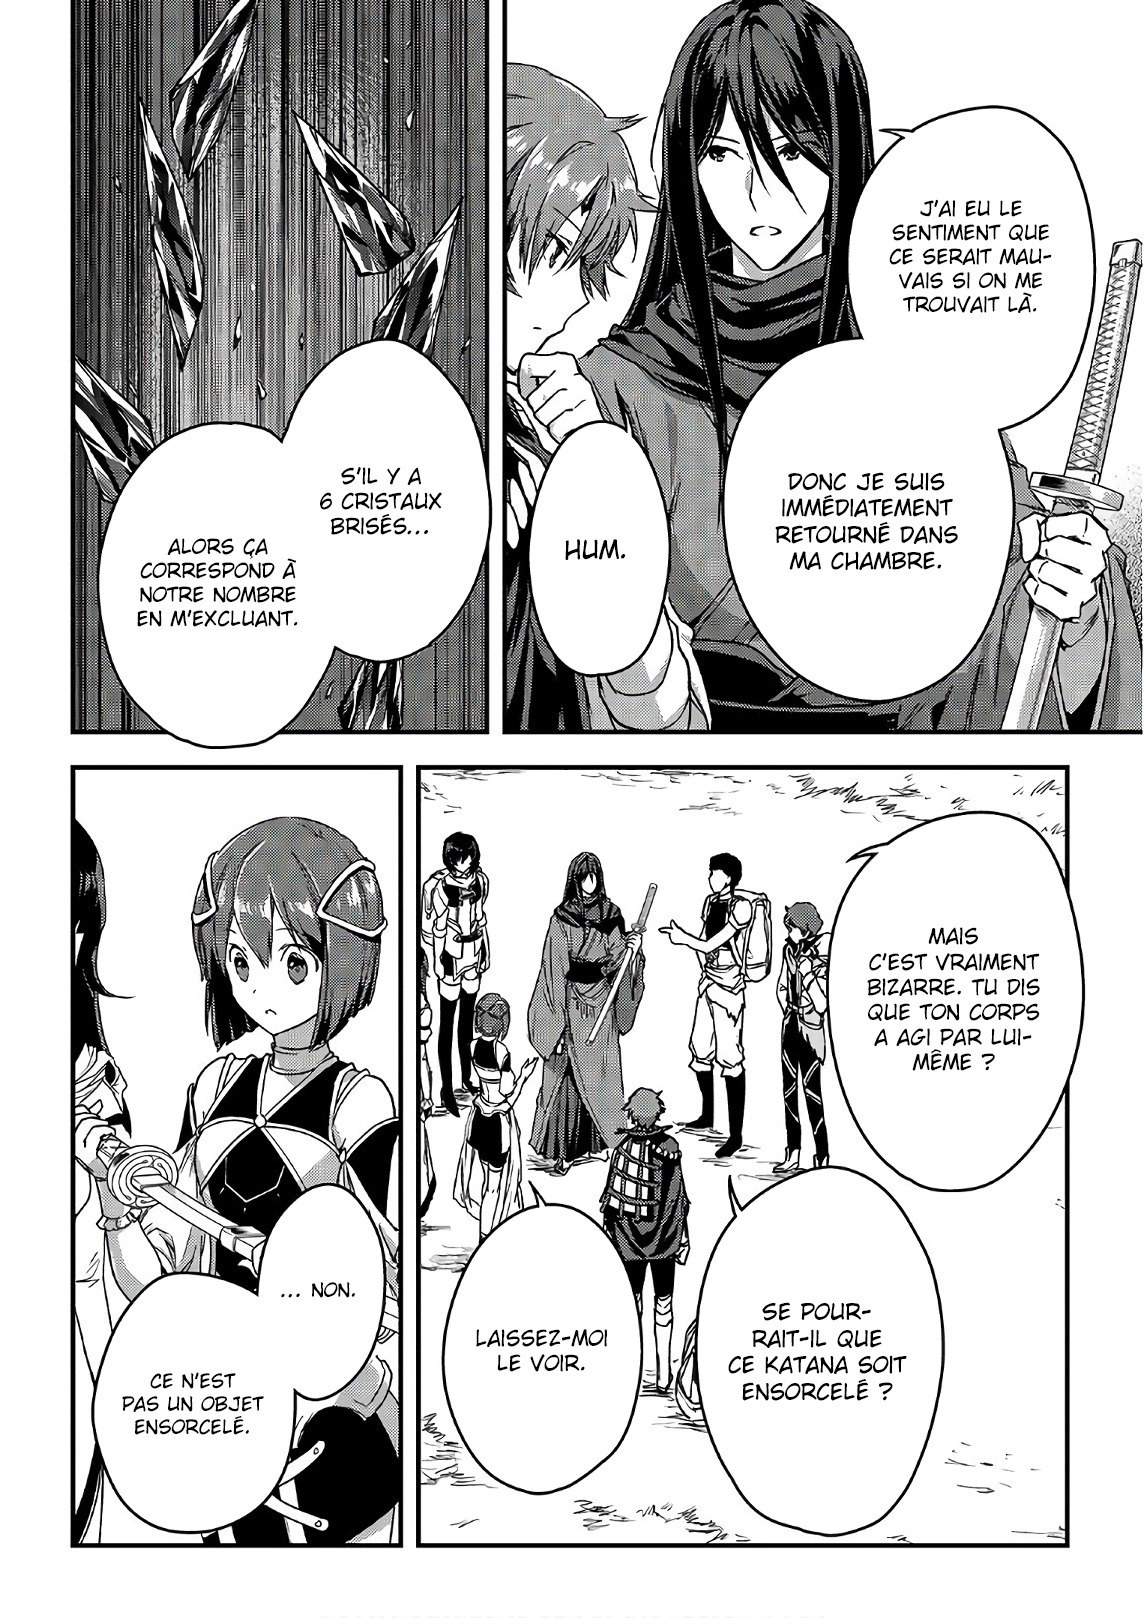 J'AI EU LE
SENTIMENT QUE
CE SERAIT MAU-
VAIS SI ON ME
TROUVAIT LÀ.
DONC JE SUIS
IMMÉDIATEMENT
RETOURNÉ DANS
MA CHAMBRE.
HUM.
S'IL Y A
6 CRISTAUX
BRISÉS...
ALORS ÇA
CORRESPOND À
NOTRE NOMBRE
EN M'EXCLUANT.
MAIS
C'EST VRAIMENT
BIZARRE. TU DIS
QUE TON CORPS
A AGI PAR LUI-
MÊME ?
SE POUR-
RAIT-IL QUE
CE KATANA SOIT
ENSORCELÉ ?
LAISSEZ-MOI
LE VOIR.
... NON.
CE N'EST
PAS UN OBJET
ENSORCELÉ.